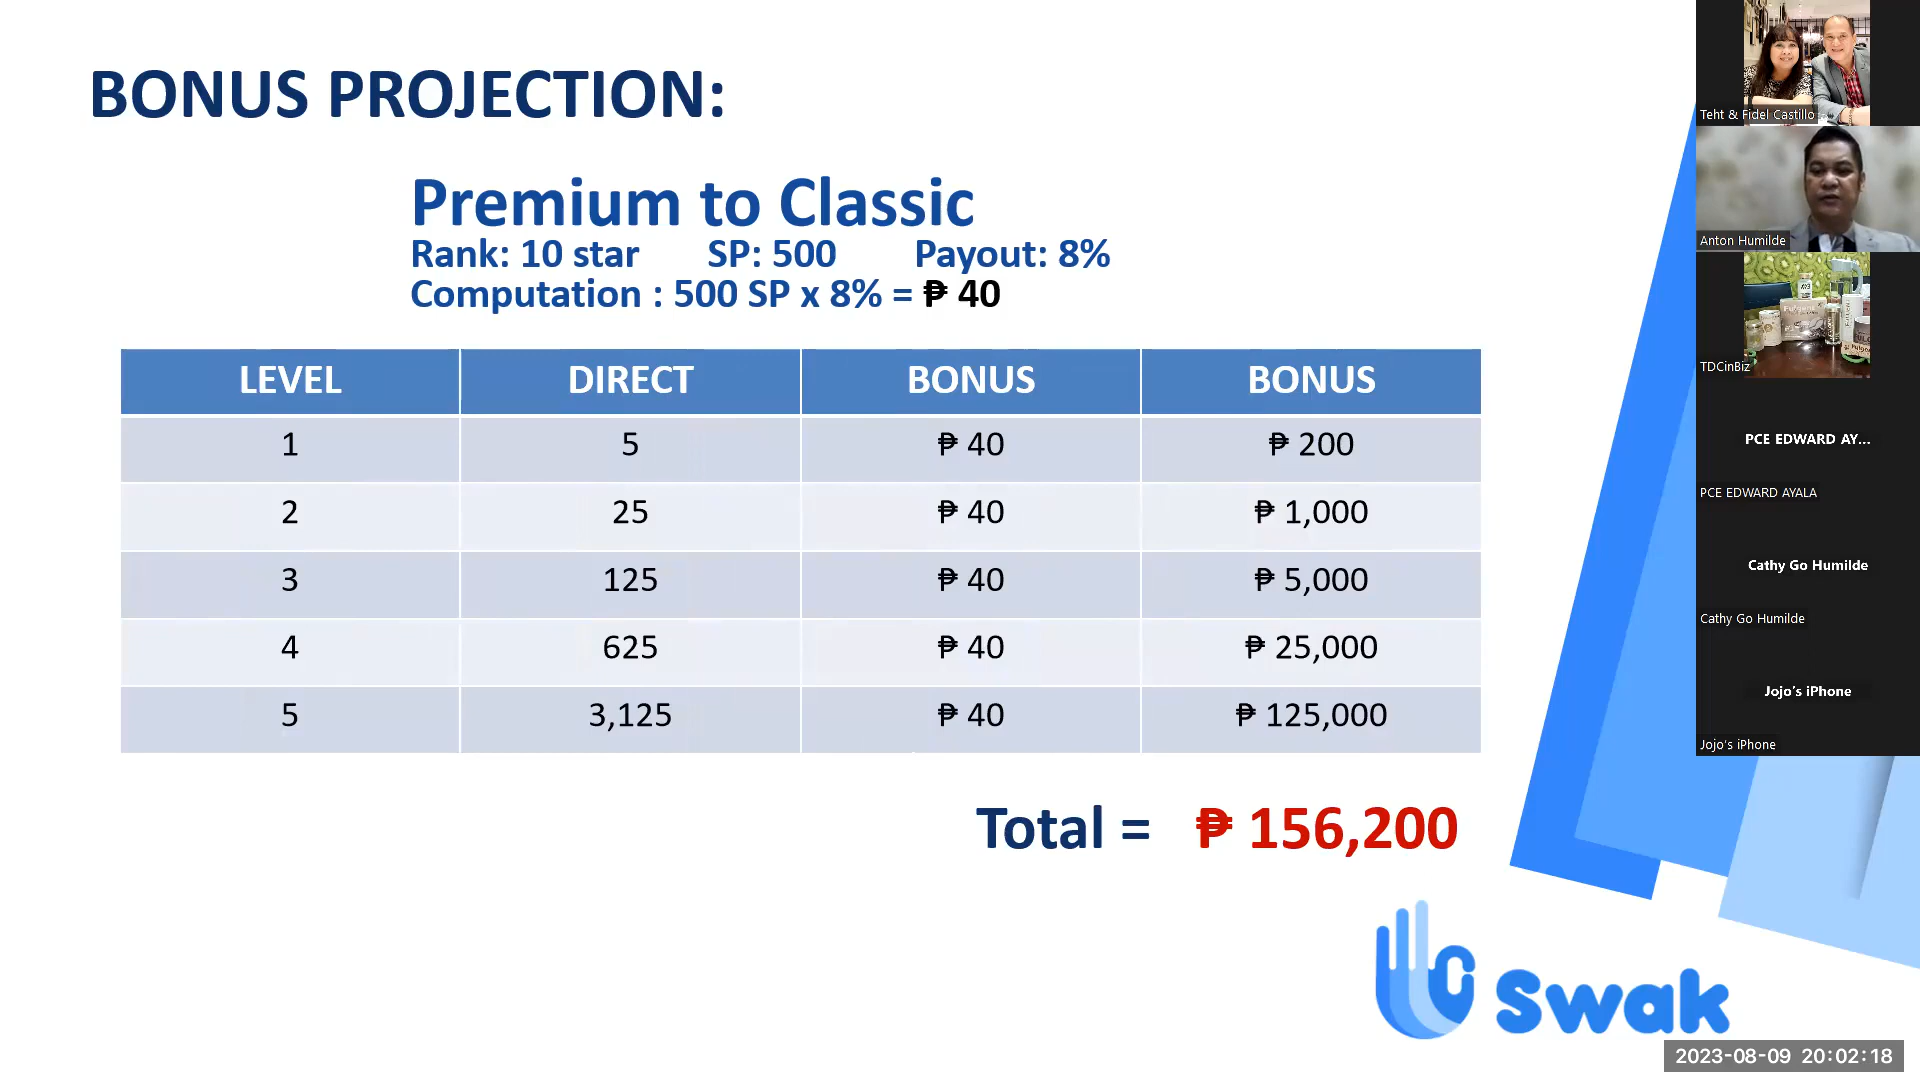 BONUS PROJECTION:
Premium to Classic
Rank: 10 star SP: 500 Payout: 8%
Computation : 500 SP x 8% = ₱ 40
LEVEL DIRECT BONUS BONUS
1 5 ₱ 40 ₱ 200
2 25 ₱ 40 ₱ 1,000
3 125 ₱ 40 ₱ 5,000
4 625 ₱ 40 ₱ 25,000
5 3,125 ₱ 40 ₱ 125,000
Total = ₱ 156,200
Swak
Teht & Fidel Castillo
Anton Humilde
TDCinBiz
PCE EDWARD AY...
PCE EDWARD AYALA
Cathy Go Humilde
Cathy Go Humilde
Jojo's iPhone
Jojo's iPhone
2023-08-09 20:02:18